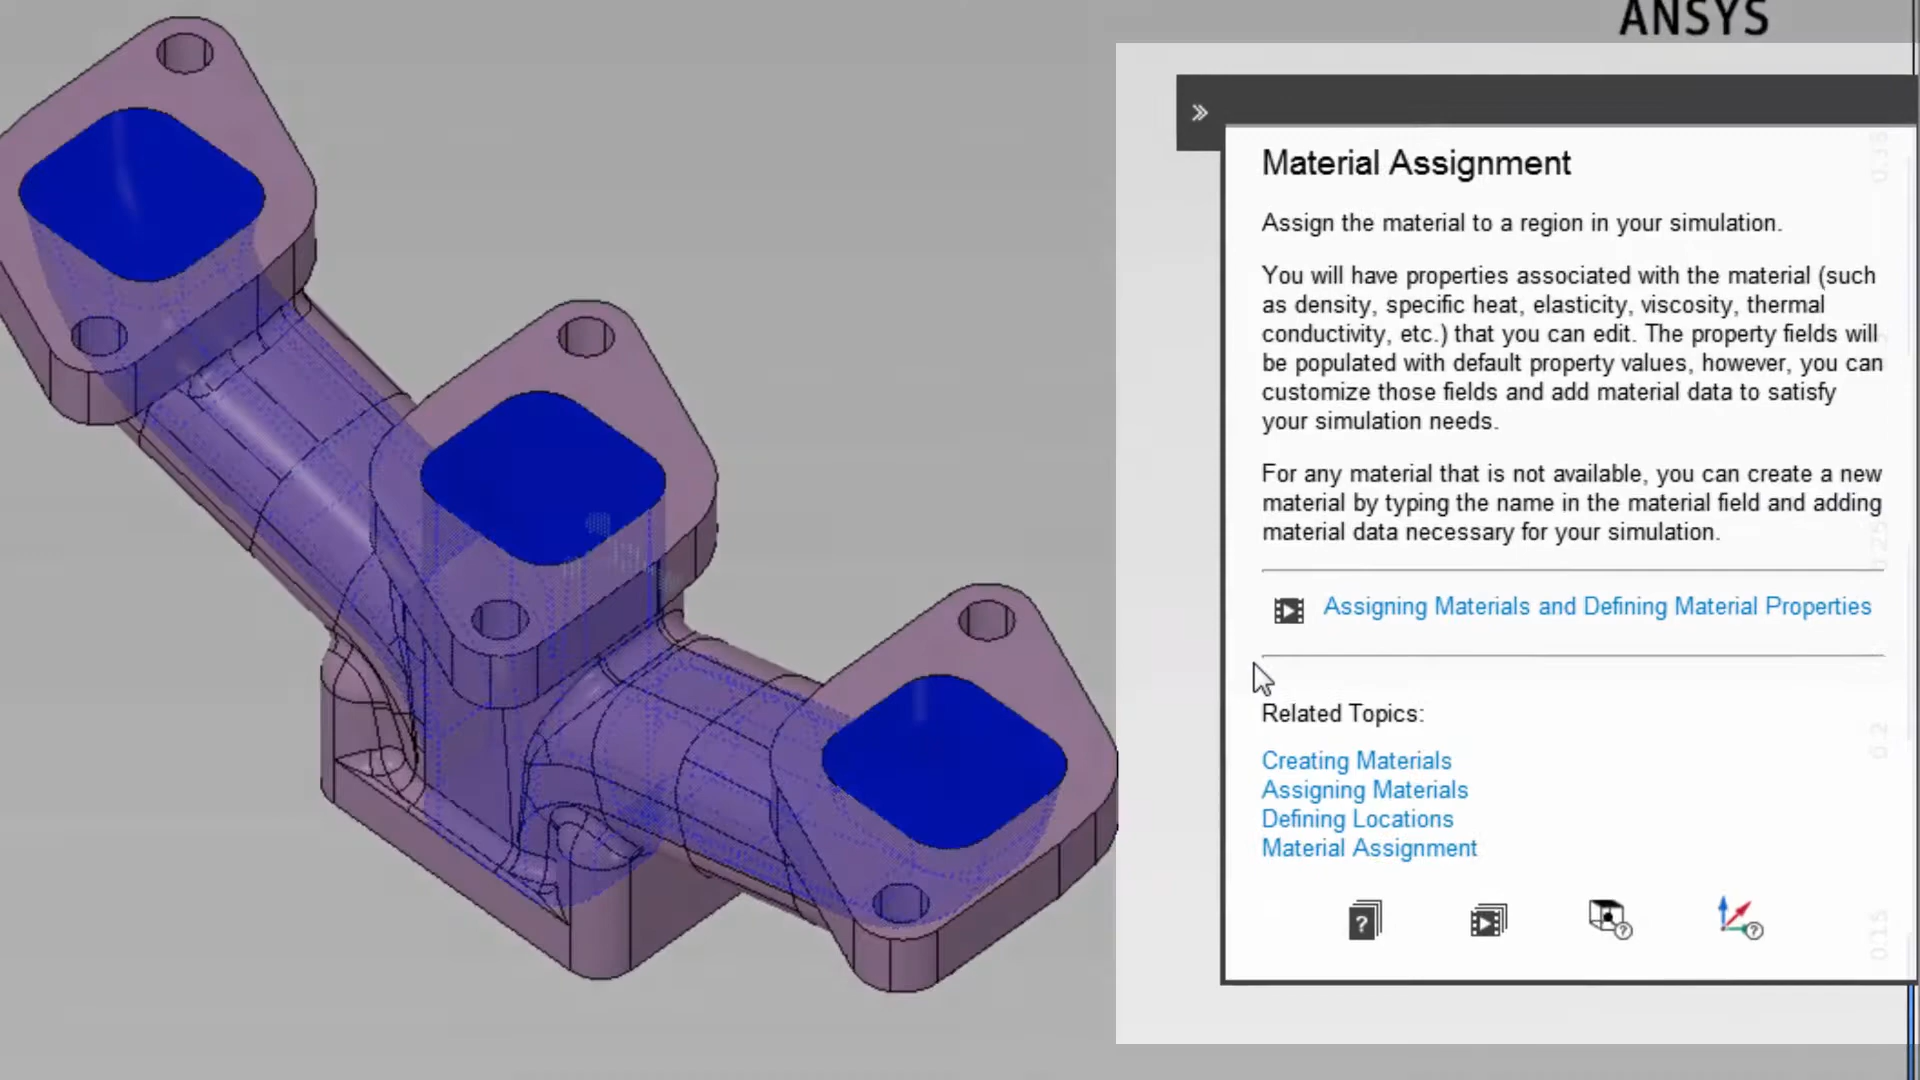 ANSYS
»
Material Assignment
Assign the material to a region in your simulation.
You will have properties associated with the material (such
as density, specific heat, elasticity, viscosity, thermal
conductivity, etc.) that you can edit. The property fields will
be populated with default property values, however, you can
customize those fields and add material data to satisfy
your simulation needs.
For any material that is not available, you can create a new
material by typing the name in the material field and adding
material data necessary for your simulation.
Assigning Materials and Defining Material Properties
Related Topics:
Creating Materials
Assigning Materials
Defining Locations
Material Assignment
0.2
0.15